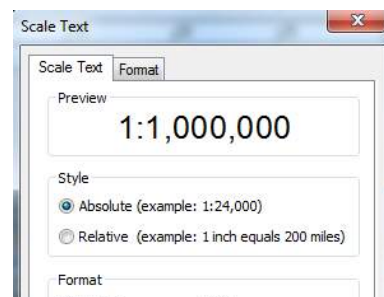 Scale Text
Scale Text Format
Preview
1:1,000,000
Style
Absolute (example: 1:24,000)
Relative (example: 1 inch equals 200 miles)
Format